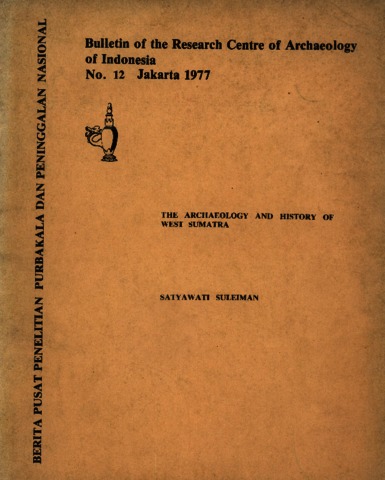 Bulletin of the Research Centre of Archaeology
of Indonesia
No. 12 Jakarta 1977
THE ARCHAEOLOGY AND HISTORY OF
WEST SUMATRA
SATYAWATI SULEIMAN
BERITA PUSAT PENELITIAN PURBAKALA DAN PENINGGALAN NASIONAL